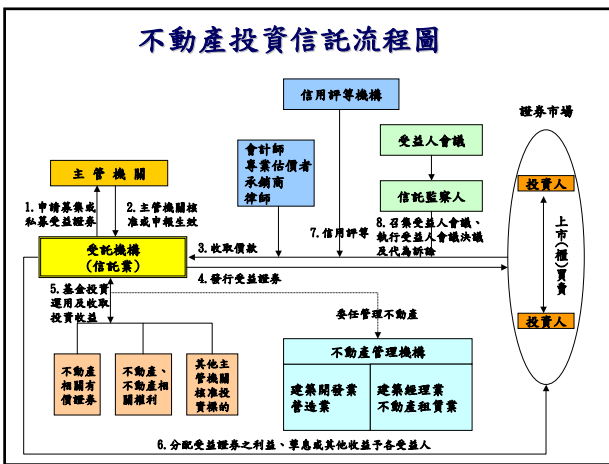 不動產投資信託流程圖
信用評等機構
證券市場
會計師
專業估價者
承銷商
律師
受益人會議
主 管 機 關
信託監察人
投資人
1.申請募集或
私募受益證券
2.主管機關核
准或申報生效
7.信用評等
8.召集受益人會議、
執行受益人會議決議
及代為訴訟
上市(櫃)買賣
受託機構
(信託業)
3.收取價款
4.發行受益證券
5.基金投資
運用及收取
投資收益
委任管理不動產
投資人
不動產管理機構
不動產
相關有
價證券
不動產、
不動產相
關權利
其他主
管機關
核准投
資標的
建築開發業
營造業
建築經理業
不動產租賃業
6.分配受益證券之利益、孳息或其他收益予各受益人